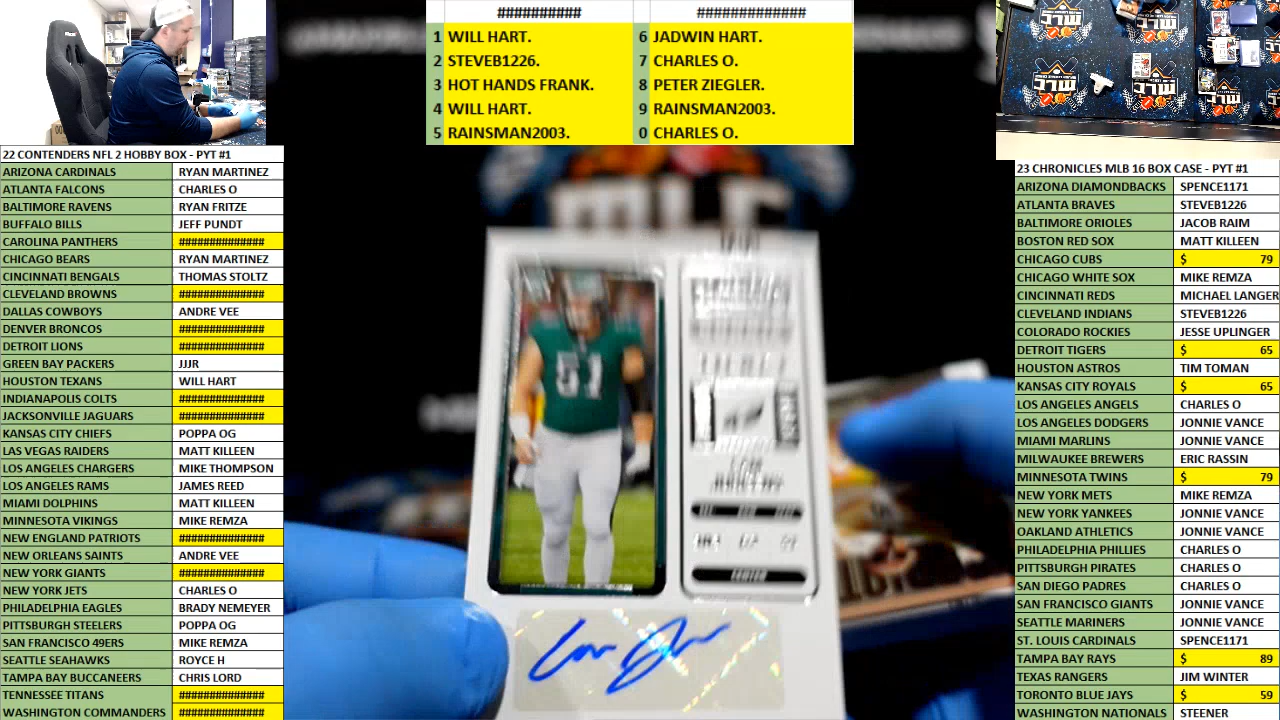 ########## #############
1 WILL HART. 6 JADWIN HART.
2 STEVEB1226. 7 CHARLES O.
3 HOT HANDS FRANK. 8 PETER ZIEGLER.
4 WILL HART. 9 RAINSMAN2003.
5 RAINSMAN2003. 0 CHARLES O.
22 CONTENDERS NFL 2 HOBBY BOX - PYT #1
ARIZONA CARDINALS RYAN MARTINEZ
ATLANTA FALCONS CHARLES O
BALTIMORE RAVENS RYAN FRITZE
BUFFALO BILLS JEFF PUNDT
CAROLINA PANTHERS ##############
CHICAGO BEARS RYAN MARTINEZ
CINCINNATI BENGALS THOMAS STOLTZ
CLEVELAND BROWNS ##############
DALLAS COWBOYS ANDRE VEE
DENVER BRONCOS ##############
DETROIT LIONS ##############
GREEN BAY PACKERS JJJR
HOUSTON TEXANS WILL HART
INDIANAPOLIS COLTS ##############
JACKSONVILLE JAGUARS ##############
KANSAS CITY CHIEFS POPPA OG
LAS VEGAS RAIDERS MATT KILLEEN
LOS ANGELES CHARGERS MIKE THOMPSON
LOS ANGELES RAMS JAMES REED
MIAMI DOLPHINS MATT KILLEEN
MINNESOTA VIKINGS MIKE REMZA
NEW ENGLAND PATRIOTS ##############
NEW ORLEANS SAINTS ANDRE VEE
NEW YORK GIANTS ##############
NEW YORK JETS CHARLES O
PHILADELPHIA EAGLES BRADY NEMEYER
PITTSBURGH STEELERS POPPA OG
SAN FRANCISCO 49ERS MIKE REMZA
SEATTLE SEAHAWKS ROYCE H
TAMPA BAY BUCCANEERS CHRIS LORD
TENNESSEE TITANS ##############
WASHINGTON COMMANDERS ##############
51
23 CHRONICLES MLB 16 BOX CASE - PYT #1
ARIZONA DIAMONDBACKS SPENCE1171
ATLANTA BRAVES STEVEB1226
BALTIMORE ORIOLES JACOB RAIM
BOSTON RED SOX MATT KILLEEN
CHICAGO CUBS $ 79
CHICAGO WHITE SOX MIKE REMZA
CINCINNATI REDS MICHAEL LANGER
CLEVELAND INDIANS STEVEB1226
COLORADO ROCKIES JESSE UPLINGER
DETROIT TIGERS $ 65
HOUSTON ASTROS TIM TOMAN
KANSAS CITY ROYALS $ 65
LOS ANGELES ANGELS CHARLES O
LOS ANGELES DODGERS JONNIE VANCE
MIAMI MARLINS JONNIE VANCE
MILWAUKEE BREWERS ERIC RASSIN
MINNESOTA TWINS $ 79
NEW YORK METS MIKE REMZA
NEW YORK YANKEES JONNIE VANCE
OAKLAND ATHLETICS JONNIE VANCE
PHILADELPHIA PHILLIES CHARLES O
PITTSBURGH PIRATES CHARLES O
SAN DIEGO PADRES CHARLES O
SAN FRANCISCO GIANTS JONNIE VANCE
SEATTLE MARINERS JONNIE VANCE
ST. LOUIS CARDINALS SPENCE1171
TAMPA BAY RAYS $ 89
TEXAS RANGERS JIM WINTER
TORONTO BLUE JAYS $ 59
WASHINGTON NATIONALS STEENER